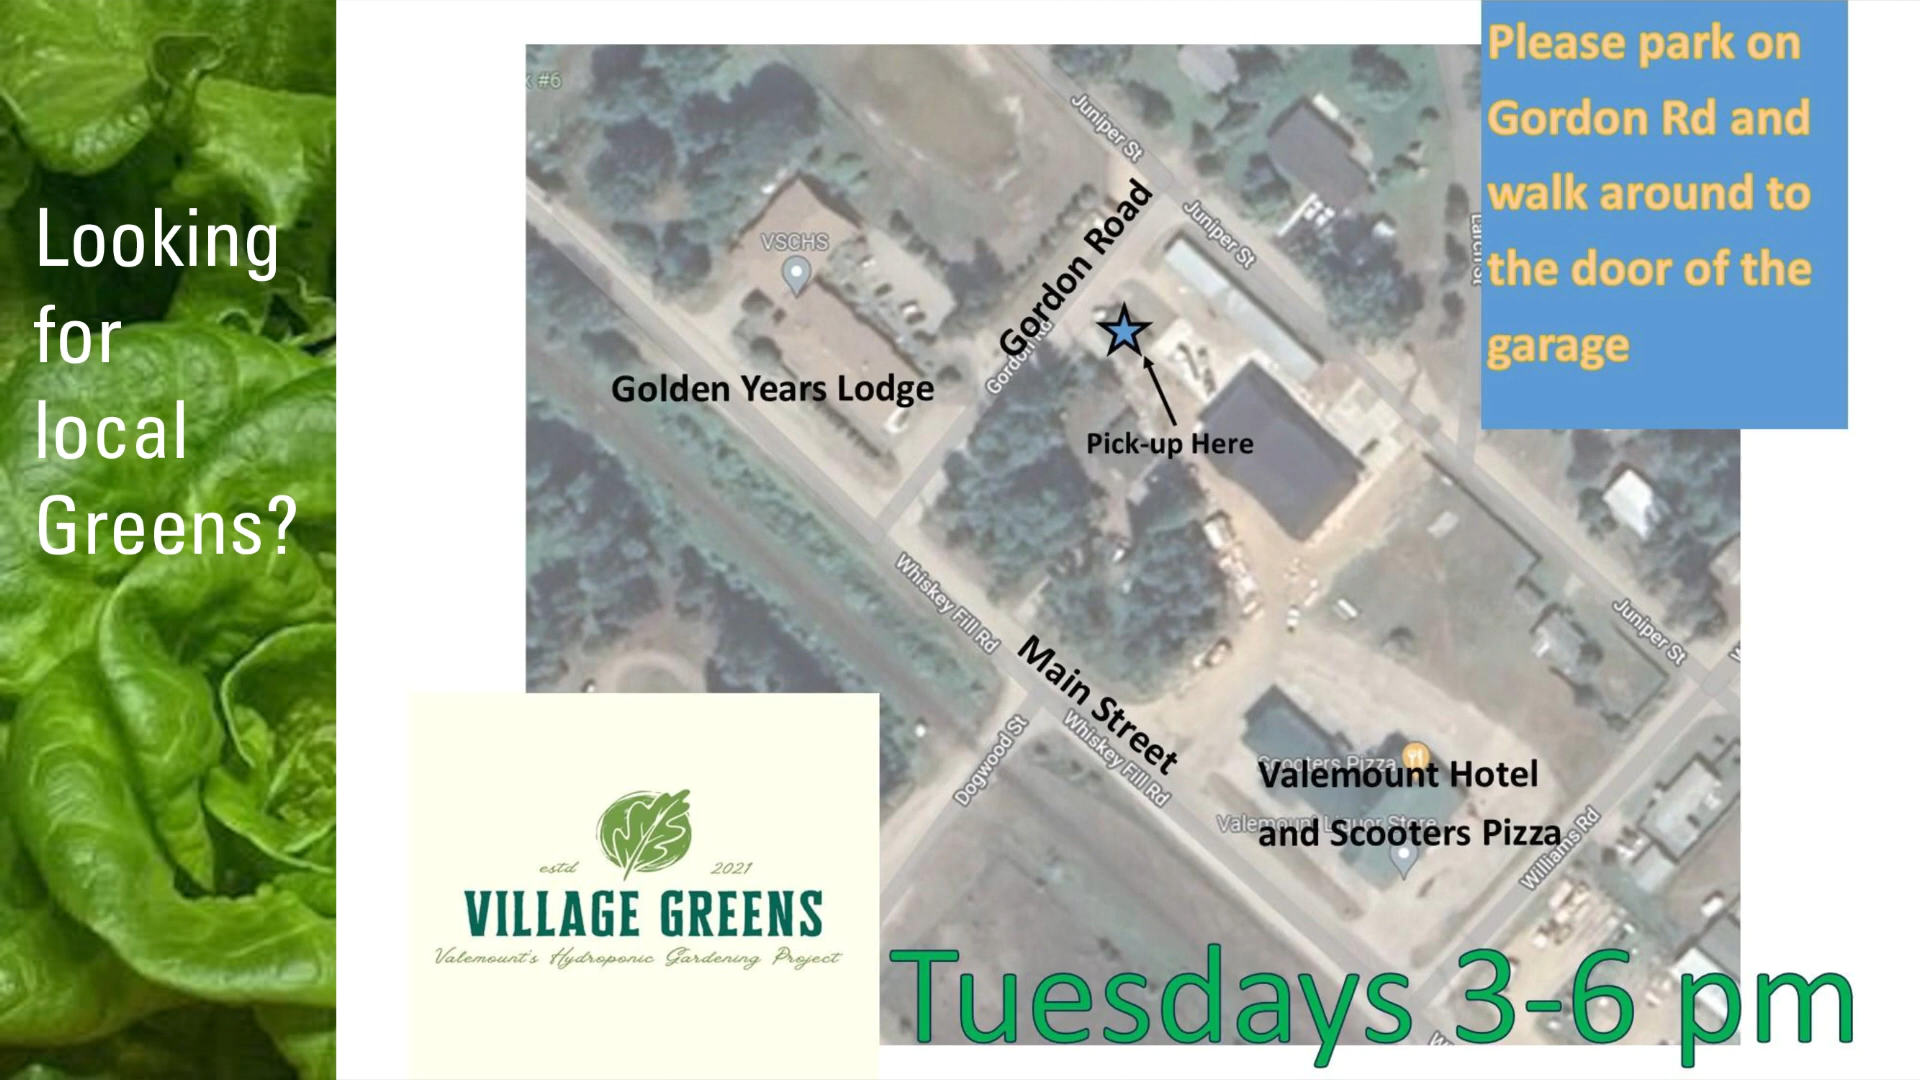 Looking
for
local
Greens?
Please park on
Gordon Rd and
walk around to
the door of the
garage
#6
Juniper St
Juniper St
VSCHS
Gordon Road
Gordon Rd
Golden Years Lodge
Pick-up Here
Whiskey Fill Rd
Main Street
Whiskey Fill Rd
Dogwood St
Juniper St
Scooters Pizza
Valemount Hotel
Valemount Liquor Store
and Scooters Pizza
Williams Rd
estd 2021
VILLAGE GREENS
Valemount's Hydroponic Gardening Project
Tuesdays 3-6 pm